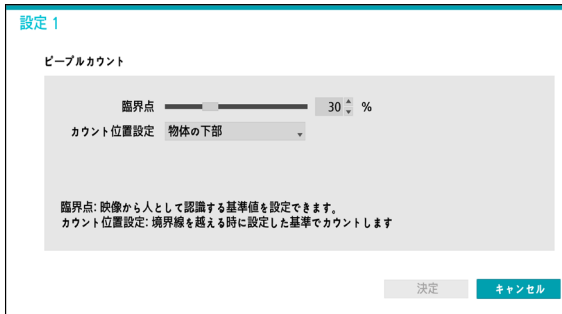 設定 1
ピープルカウント
臨界点 30 %
カウント位置設定 物体の下部
臨界点: 映像から人として認識する基準値を設定できます。
カウント位置設定: 境界線を越える時に設定した基準でカウントします
決定 キャンセル